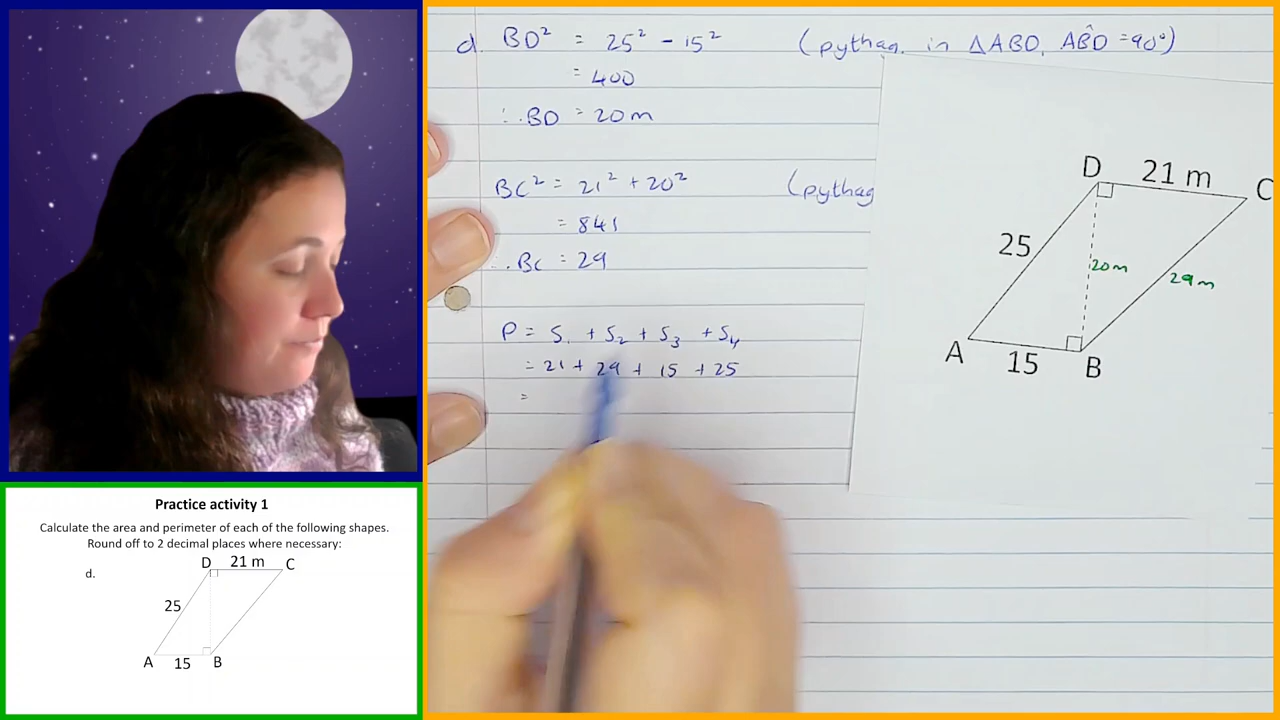 d. BD² = 25² - 15² (pythag. in △ABD, AB̂D = 90°)
= 400
∴ BD = 20m
BC² = 21² + 20² (pythag
= 841
∴ BC = 29
P = S₁ + S₂ + S₃ + S₄
= 21 + 29 + 15 + 25
=
D 21 m C
25
20m
29m
A 15 B
Practice activity 1
Calculate the area and perimeter of each of the following shapes.
Round off to 2 decimal places where necessary:
d.
D 21 m C
25
A 15 B